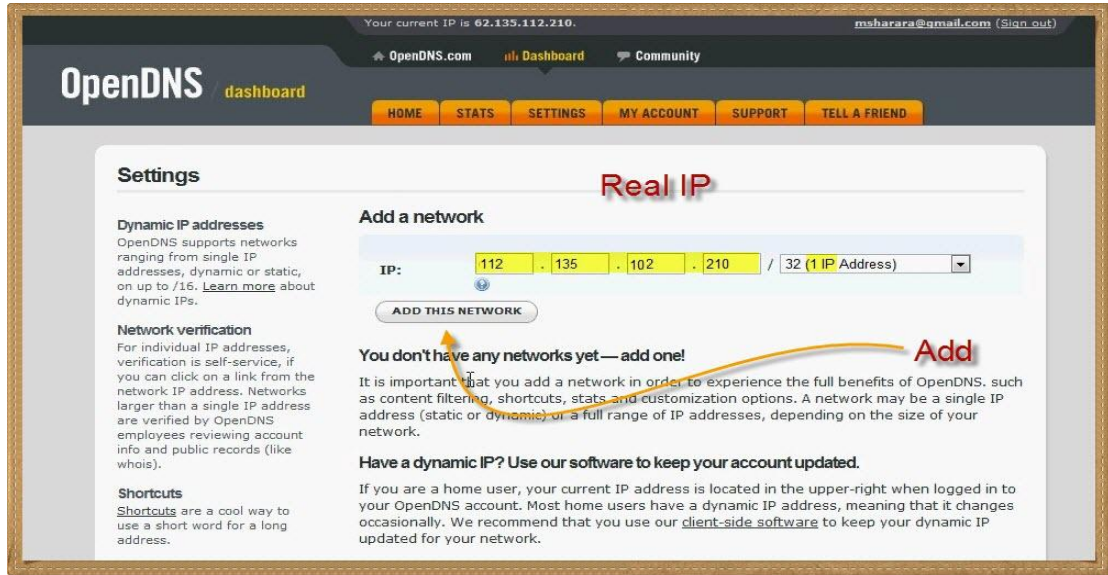 Your current IP is 62.135.112.210.
msharara@gmail.com (Sign out)
OpenDNS.com Dashboard Community
OpenDNS / dashboard
HOME STATS SETTINGS MY ACCOUNT SUPPORT TELL A FRIEND
Settings
Real IP
Dynamic IP addresses
OpenDNS supports networks
ranging from single IP
addresses, dynamic or static,
on up to /16. Learn more about
dynamic IPs.
Network verification
For individual IP addresses,
verification is self-service, if
you can click on a link from the
network IP address. Networks
larger than a single IP address
are verified by OpenDNS
employees reviewing account
info and public records (like
whois).
Shortcuts
Shortcuts are a cool way to
use a short word for a long
address.
Add a network
IP: 112 . 135 . 102 . 210 / 32 (1 IP Address)
ADD THIS NETWORK
Add
You don't have any networks yet — add one!
It is important that you add a network in order to experience the full benefits of OpenDNS. such
as content filtering, shortcuts, stats and customization options. A network may be a single IP
address (static or dynamic) or a full range of IP addresses, depending on the size of your
network.
Have a dynamic IP? Use our software to keep your account updated.
If you are a home user, your current IP address is located in the upper-right when logged in to
your OpenDNS account. Most home users have a dynamic IP address, meaning that it changes
occasionally. We recommend that you use our client-side software to keep your dynamic IP
updated for your network.